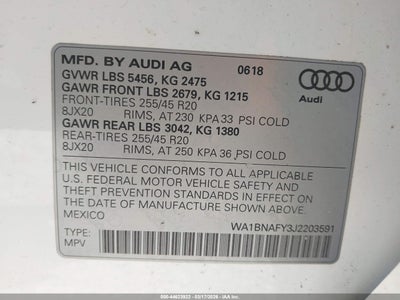 MFD. BY AUDI AG 0618
GVWR LBS 5456, KG 2475
GAWR FRONT LBS 2679, KG 1215
FRONT-TIRES 255/45 R20
8JX20 RIMS, AT 230 KPA 33 PSI COLD
GAWR REAR LBS 3042, KG 1380
REAR-TIRES 255/45 R20
8JX20 RIMS, AT 250 KPA 36 PSI COLD
Audi
THIS VEHICLE CONFORMS TO ALL APPLICABLE
U.S. FEDERAL MOTOR VEHICLE SAFETY AND
THEFT PREVENTION STANDARDS IN EFFECT ON THE
DATE OF MANUFACTURE SHOWN ABOVE.
MEXICO WA1BNAFY3J2203591
TYPE:
MPV